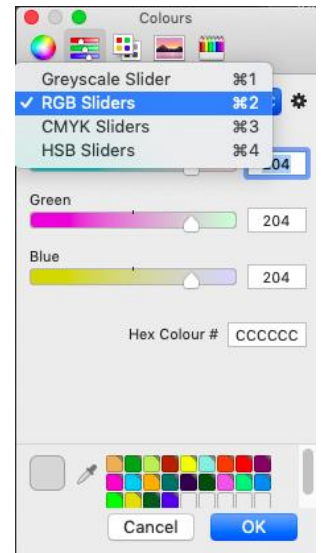 Colours
Greyscale Slider ⌘1
✓ RGB Sliders ⌘2
CMYK Sliders ⌘3
HSB Sliders ⌘4
204
Green
204
Blue
204
Hex Colour # CCCCCC
Cancel OK